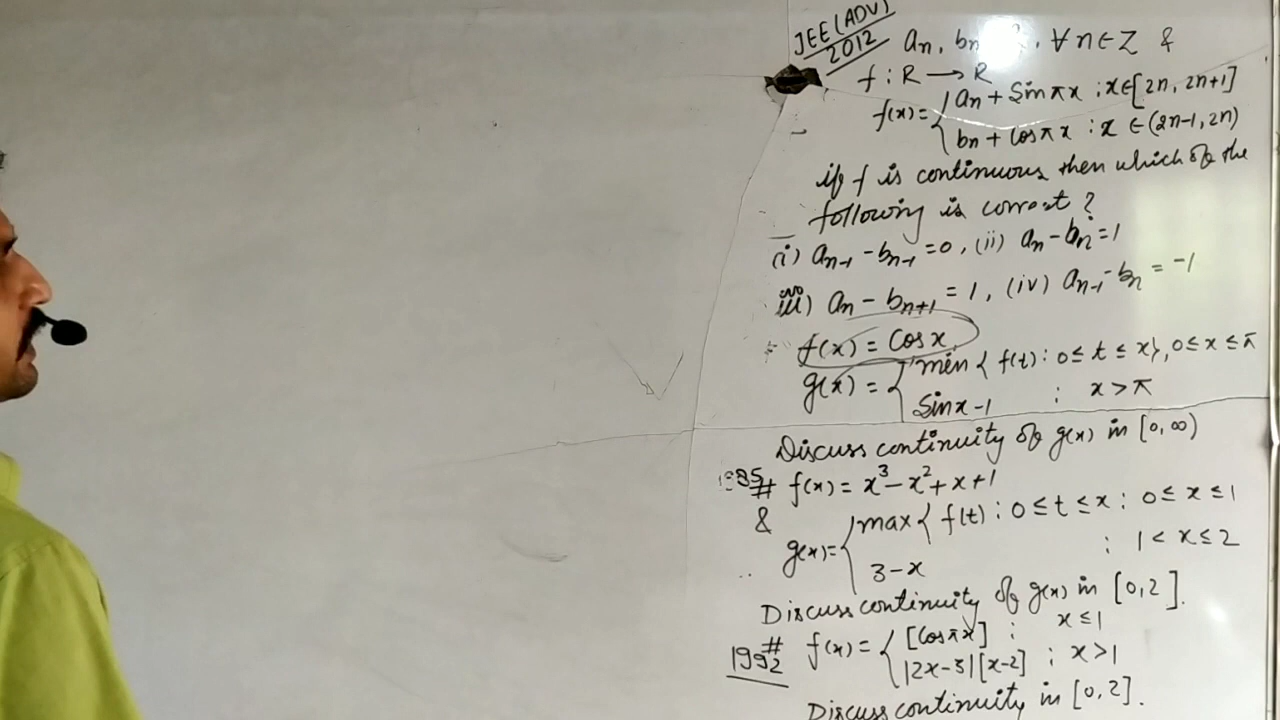 JEE (ADV)
2012
an, bn , ∀ n ∈ Z &
f : R → R
f(x) = { an + Sin πx : x ∈ [2n, 2n+1]
bn + Cos πx : x ∈ (2n-1, 2n)
if f is continuous then which of the
following is correct ?
(i) an-1 - bn-1 = 0, (ii) an - bn = 1
iii) an - bn+1 = 1, (iv) an-1 - bn = -1
f(x) = Cos x
g(x) = { min { f(t) : 0 ≤ t ≤ x}, 0 ≤ x ≤ π
Sin x - 1 : x > π
Discuss continuity of g(x) in [0, ∞)
1985 # f(x) = x³ - x² + x + 1
&
g(x) = { max { f(t) : 0 ≤ t ≤ x : 0 ≤ x ≤ 1
3 - x : 1 < x ≤ 2
Discuss continuity of g(x) in [0, 2].
1992 # f(x) = { [Cos πx] : x ≤ 1
|2x-3|[x-2] : x > 1
Discuss continuity in [0, 2].